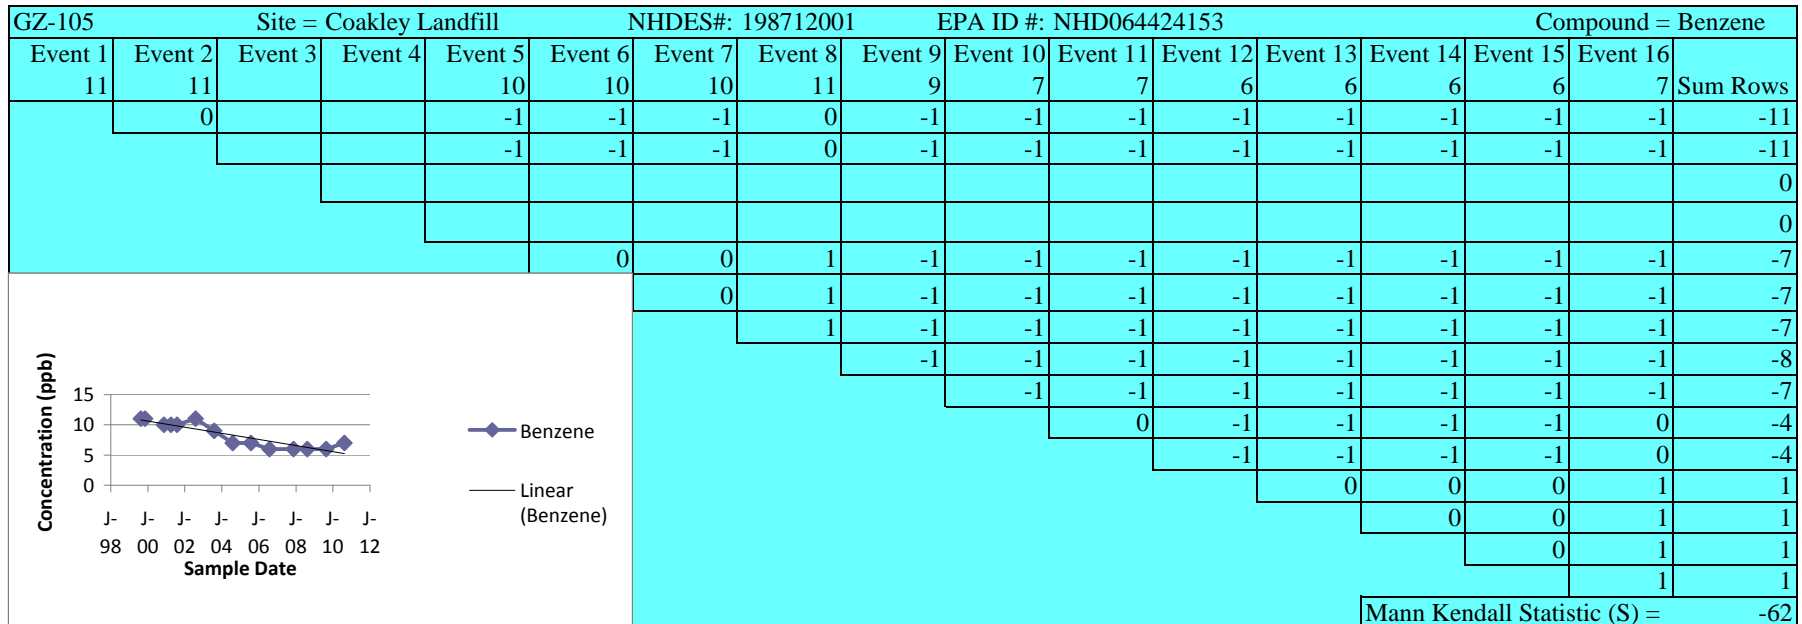 GZ-105 Site = Coakley Landfill NHDES#: 198712001 EPA ID #: NHD064424153 Compound = Benzene
Event 1 Event 2 Event 3 Event 4 Event 5 Event 6 Event 7 Event 8 Event 9 Event 10 Event 11 Event 12 Event 13 Event 14 Event 15 Event 16
11 11 10 10 10 11 9 7 7 6 6 6 6 7 Sum Rows
0 -1 -1 -1 0 -1 -1 -1 -1 -1 -1 -1 -1 -11
-1 -1 -1 0 -1 -1 -1 -1 -1 -1 -1 -1 -11
0
0
0 0 1 -1 -1 -1 -1 -1 -1 -1 -1 -7
0 1 -1 -1 -1 -1 -1 -1 -1 -1 -7
1 -1 -1 -1 -1 -1 -1 -1 -1 -7
-1 -1 -1 -1 -1 -1 -1 -1 -8
-1 -1 -1 -1 -1 -1 -1 -7
0 -1 -1 -1 -1 0 -4
-1 -1 -1 -1 0 -4
0 0 0 1 1
0 0 1 1
0 1 1
1 1
Mann Kendall Statistic (S) = -62
Concentration (ppb)
15
10
5
0
J- J- J- J- J- J- J- J-
98 00 02 04 06 08 10 12
Sample Date
Benzene
Linear
(Benzene)